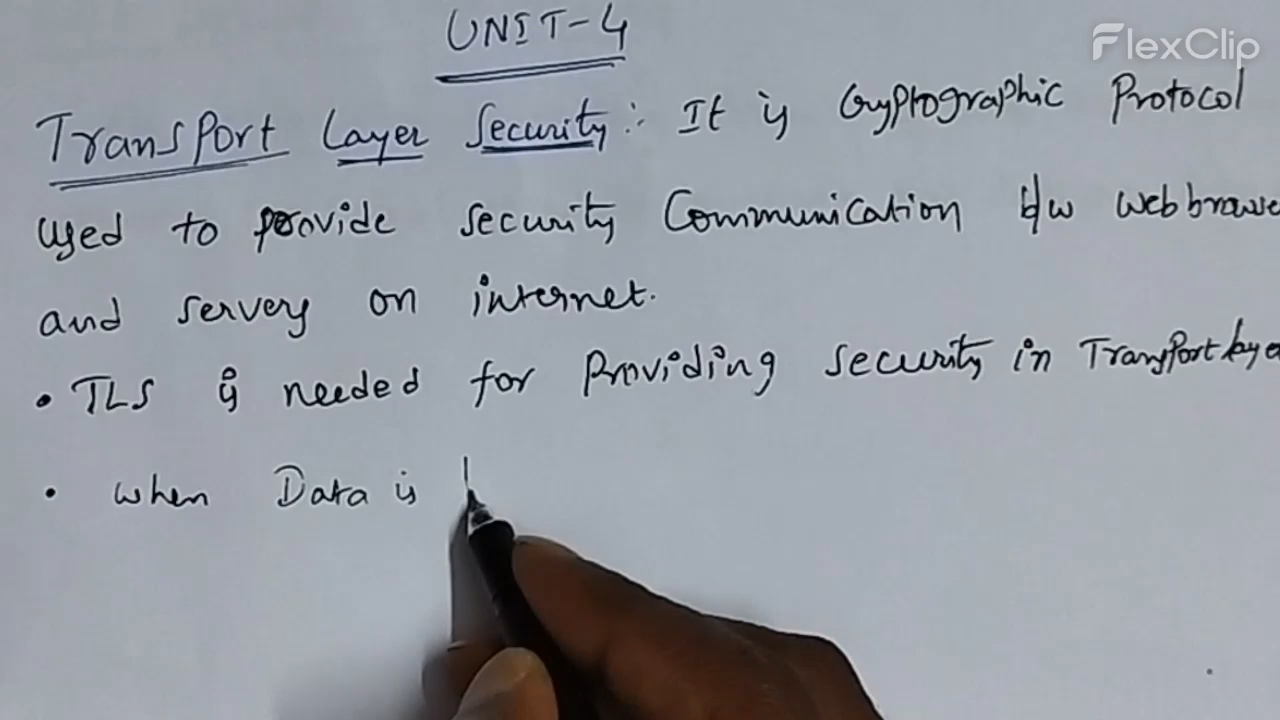 UNIT-4
FlexClip
Transport Layer Security:- It is Cryptographic Protocol
used to provide security Communication b/w webbrowse
and servers on internet.
• TLS is needed for Providing security in Transport laye
• when Data is